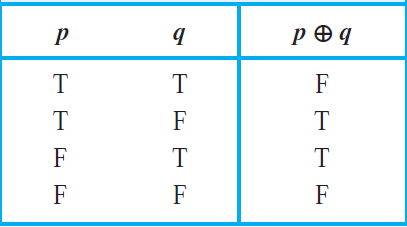 p q p ⊕ q
T T F
T F T
F T T
F F F